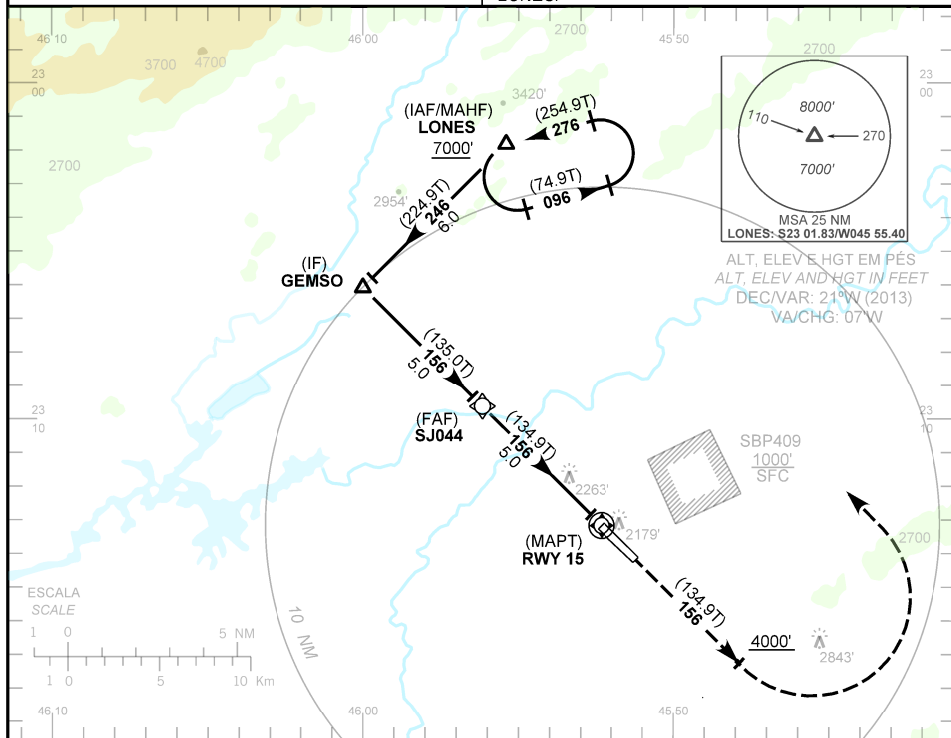 46 10
46 00
2700
45 50
2700
3700
4700
23
00
23
00
3420'
(IAF/MAHF)
LONES
7000'
(254.9T)
276
110
8000'
270
7000'
2700
2954'
(224.9T)
246
6.0
(74.9T)
096
MSA 25 NM
LONES: S23 01.83/W045 55.40
(IF)
GEMSO
ALT, ELEV E HGT EM PÉS
ALT, ELEV AND HGT IN FEET
DEC/VAR: 21°W (2013)
VA/CHG: 07'W
(135.0T)
156
5.0
23
10
(FAF)
SJ044
(134.9T)
156
5.0
SBP409
1000'
SFC
23
10
2263'
2179'
(MAPT)
RWY 15
2700
ESCALA
SCALE
1 0 5 NM
1 0 5 10 Km
10 NM
(134.9T)
156
4000'
2843'
46 10
46 00
45 50